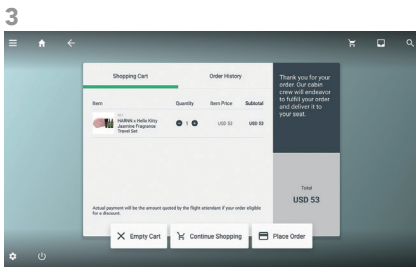 3
Shopping Cart
Order History
Item
Quantity
Item Price
Subtotal
HARNN x Hello Kitty
Jasmine Fragrance
Travel Set
1
USD 53
USD 53
Actual payment will be the amount quoted by the flight attendant if your order eligible
for a discount.
Thank you for your
order. Our cabin
crew will endeavor
to fulfil your order
and deliver it to
your seat.
Total
USD 53
Empty Cart
Continue Shopping
Place Order